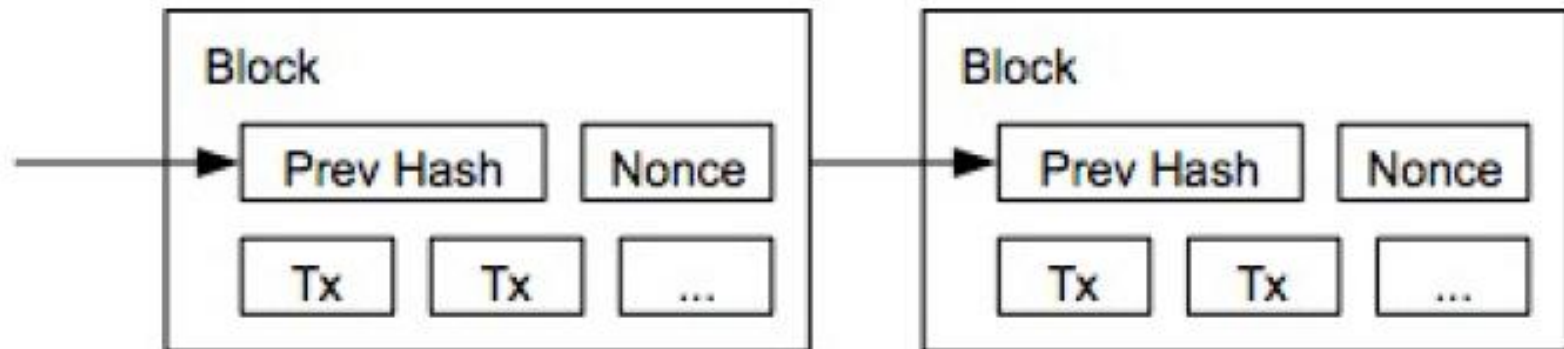 Block
Prev Hash Nonce
Tx Tx ...
Block
Prev Hash Nonce
Tx Tx ...